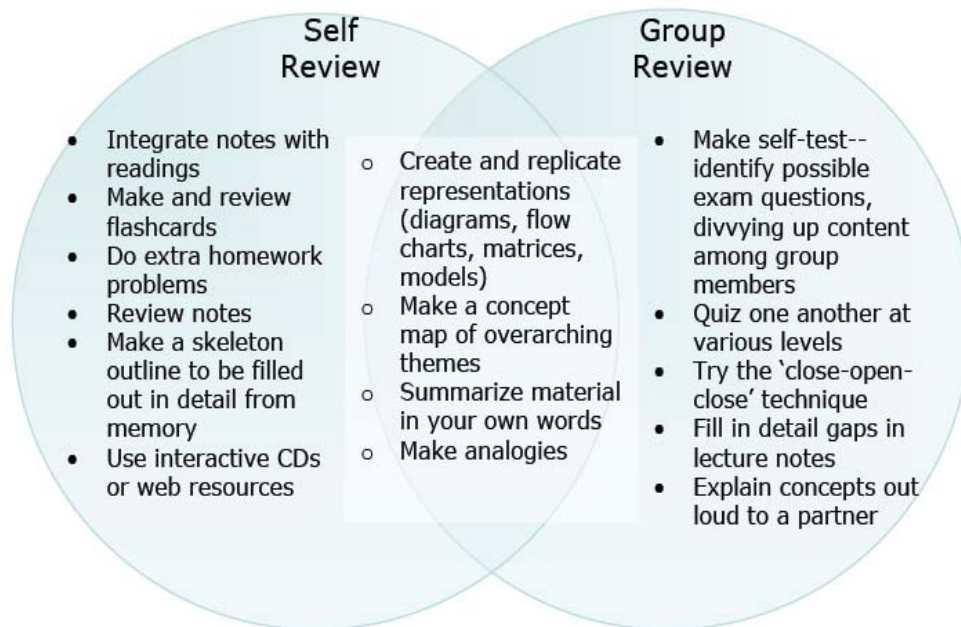 Self
Review
Group
Review
• Integrate notes with
readings
• Make and review
flashcards
• Do extra homework
problems
• Review notes
• Make a skeleton
outline to be filled
out in detail from
memory
• Use interactive CDs
or web resources
o Create and replicate
representations
(diagrams, flow
charts, matrices,
models)
o Make a concept
map of overarching
themes
o Summarize material
in your own words
o Make analogies
• Make self-test--
identify possible
exam questions,
divvying up content
among group
members
• Quiz one another at
various levels
• Try the ‘close-open-
close’ technique
• Fill in detail gaps in
lecture notes
• Explain concepts out
loud to a partner